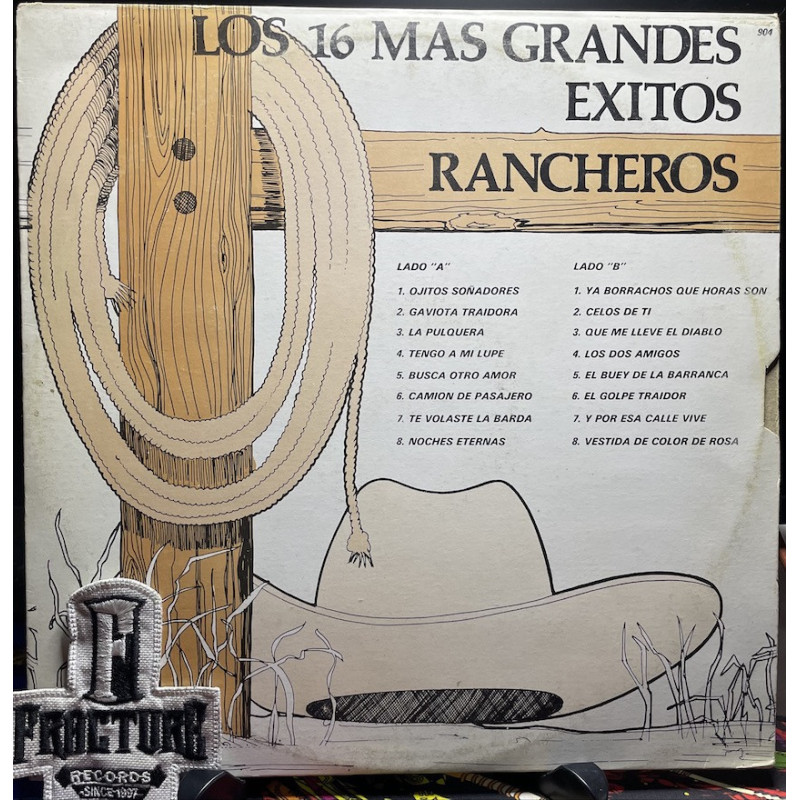 LOS 16 MAS GRANDES
904
EXITOS
RANCHEROS
LADO "A"
1. OJITOS SOÑADORES
2. GAVIOTA TRAIDORA
3. LA PULQUERA
4. TENGO A MI LUPE
5. BUSCA OTRO AMOR
6. CAMION DE PASAJERO
7. TE VOLASTE LA BARDA
8. NOCHES ETERNAS
LADO "B"
1. YA BORRACHOS QUE HORAS SON
2. CELOS DE TI
3. QUE ME LLEVE EL DIABLO
4. LOS DOS AMIGOS
5. EL BUEY DE LA BARRANCA
6. EL GOLPE TRAIDOR
7. Y POR ESA CALLE VIVE
8. VESTIDA DE COLOR DE ROSA
FRACTURE
RECORDS
-SINCE 1997